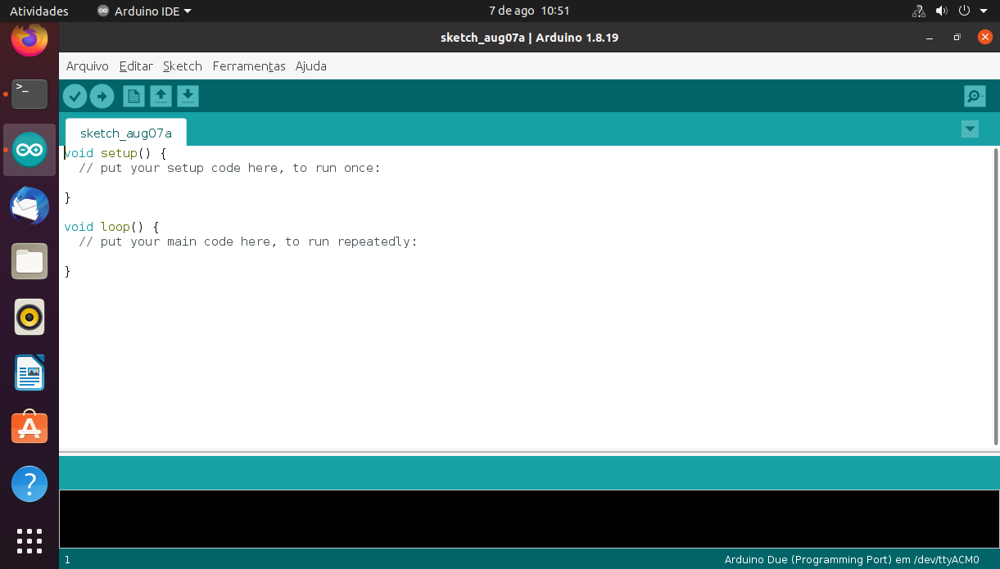 Atividades
Arduino IDE
7 de ago 10:51
sketch_aug07a | Arduino 1.8.19
Arquivo Editar Sketch Ferramentas Ajuda
sketch_aug07a
void setup() {
// put your setup code here, to run once:
}
void loop() {
// put your main code here, to run repeatedly:
}
1
Arduino Due (Programming Port) em /dev/ttyACM0